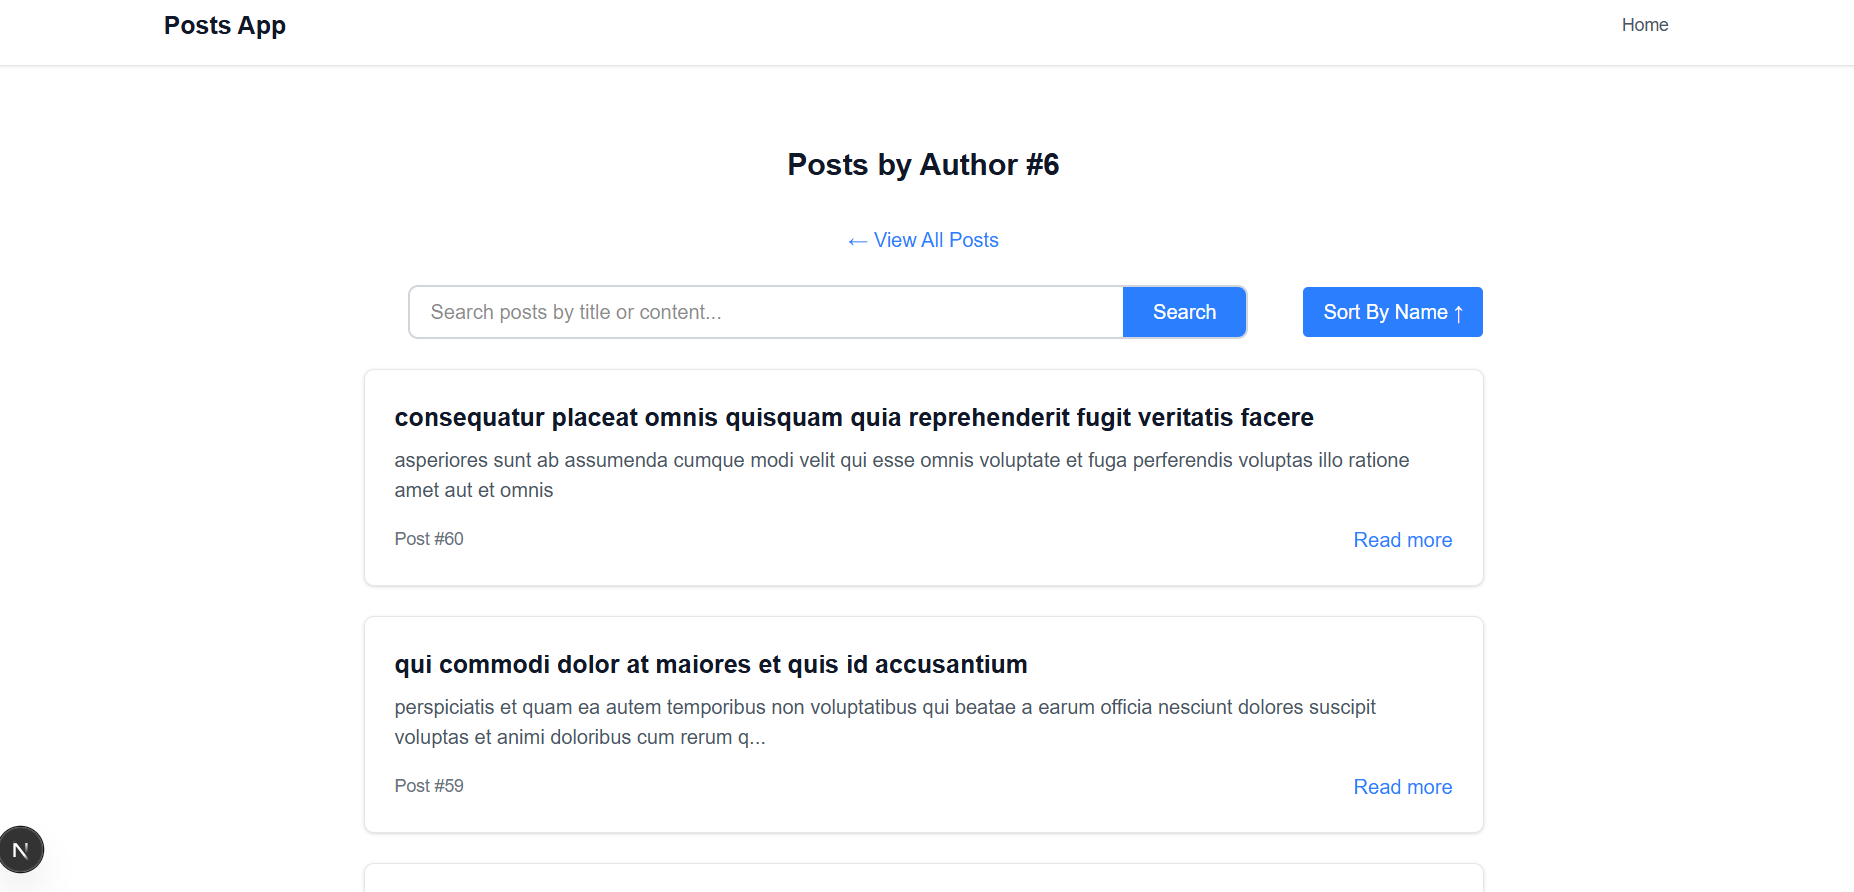 Posts App
Home
Posts by Author #6
← View All Posts
Search posts by title or content...
Search
Sort By Name ↑
consequatur placeat omnis quisquam quia reprehenderit fugit veritatis facere
asperiores sunt ab assumenda cumque modi velit qui esse omnis voluptate et fuga perferendis voluptas illo ratione
amet aut et omnis
Post #60
Read more
qui commodi dolor at maiores et quis id accusantium
perspiciatis et quam ea autem temporibus non voluptatibus qui beatae a earum officia nesciunt dolores suscipit
voluptas et animi doloribus cum rerum q...
Post #59
Read more
N